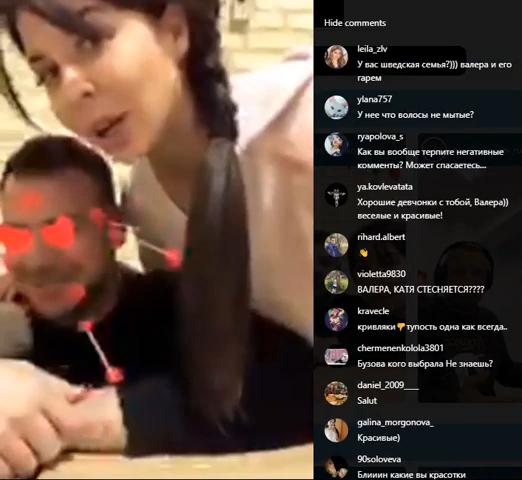 Hide comments
leila_zlv
У вас шведская семья?))) валера и его
гарем
ylana757
У нее что волосы не мытые?
ryapolova_s
Как вы вообще терпите негативные
комменты? Может спасаетесь...
ya.kovlevatata
Хорошие девчонки с тобой, Валера))
веселые и красивые!
rihard.albert
👏
violetta9830
ВАЛЕРА, КАТЯ СТЕСНЯЕТСЯ????
kravecle
кривляки👎тупость одна как всегда..
chermenenkolola3801
Бузова кого выбрала Не знаешь?
daniel_2009____
Salut
galina_morgonova_
Красивые)
90soloveva
Блииин какие вы красотки